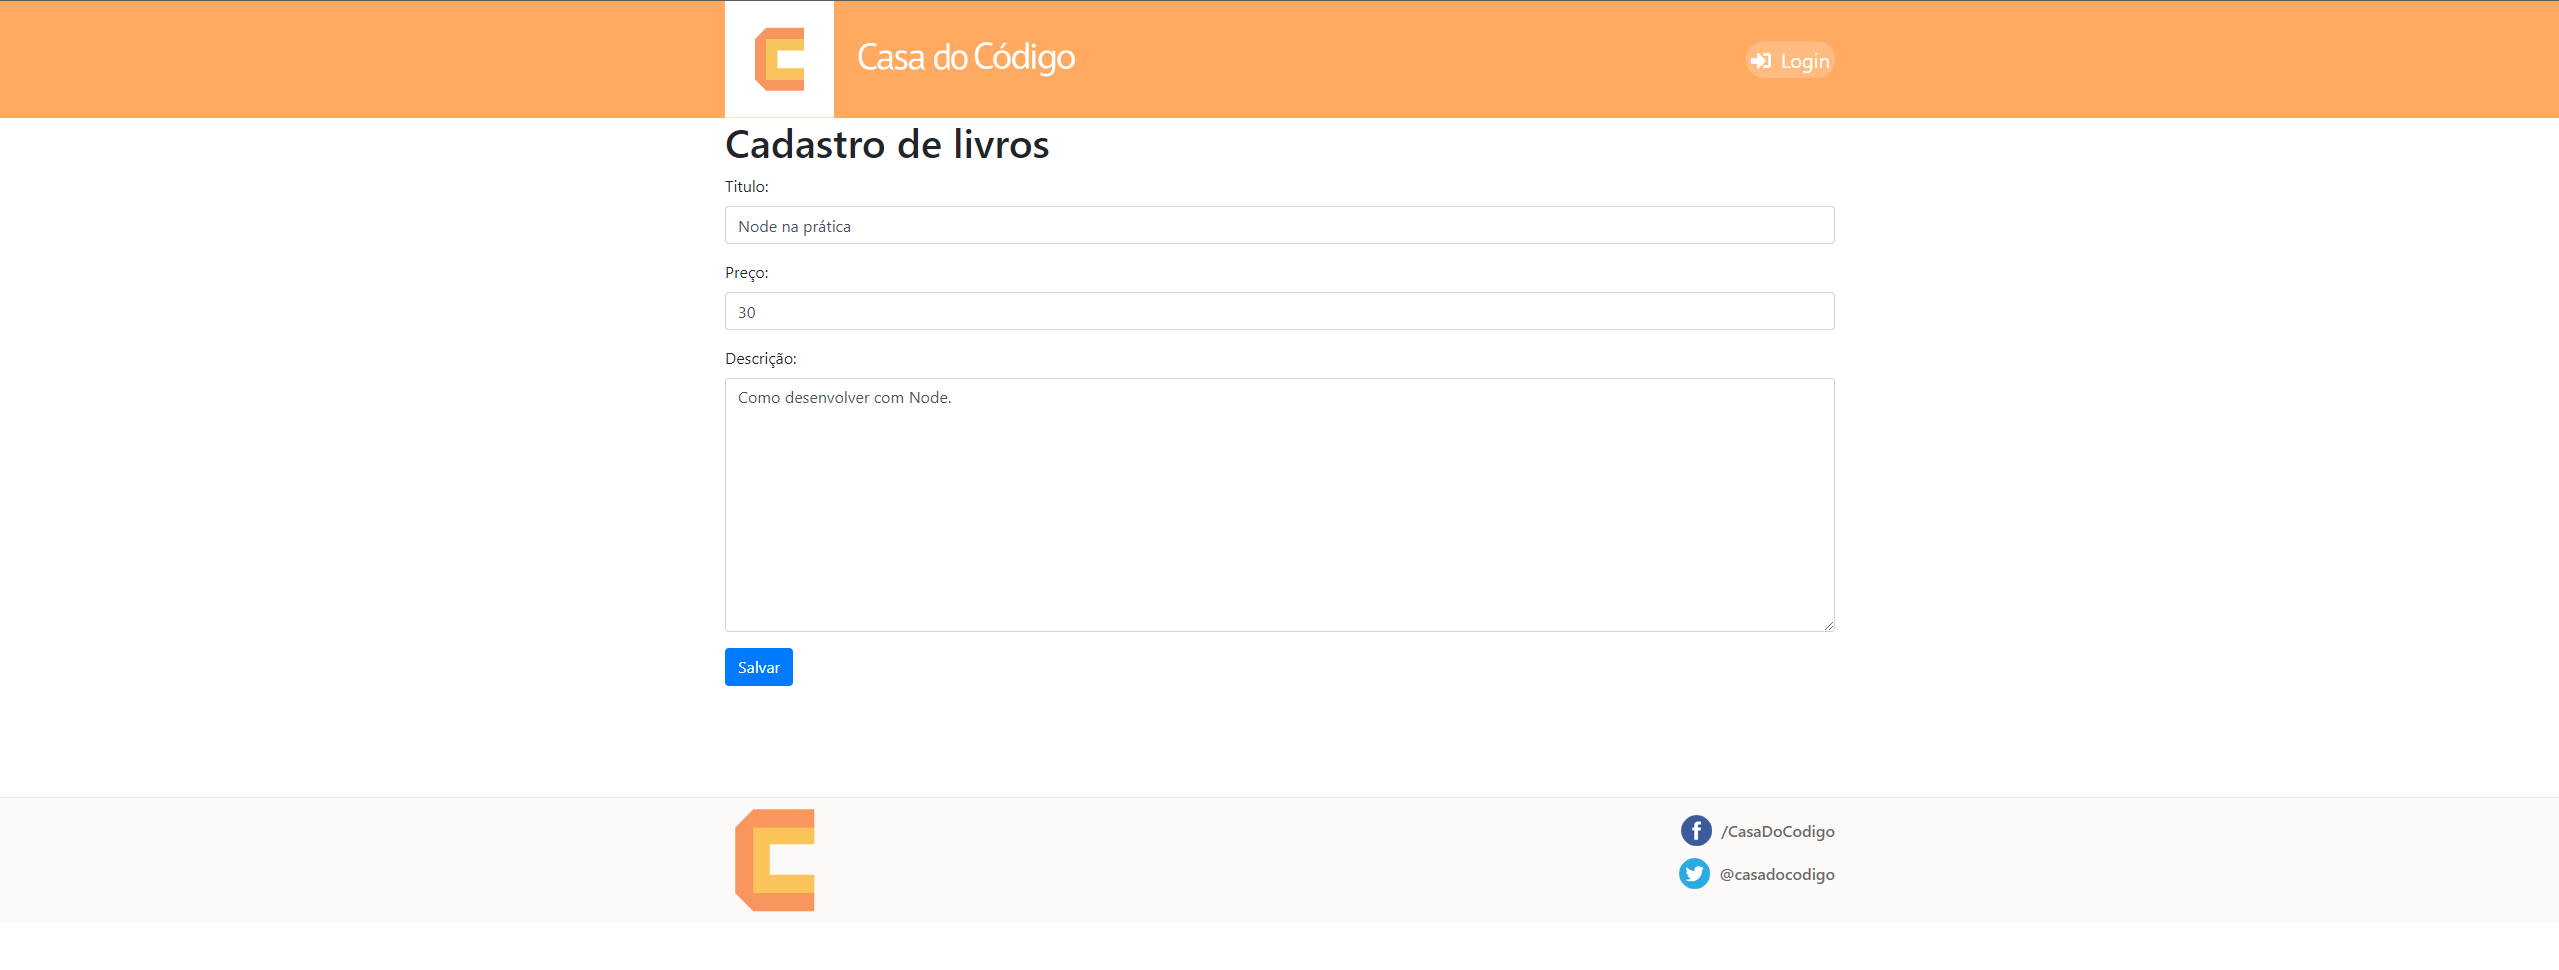 Casa do Código
Login
Cadastro de livros
Titulo:
Node na prática
Preço:
30
Descrição:
Como desenvolver com Node.
Salvar
/CasaDoCodigo
@casadocodigo